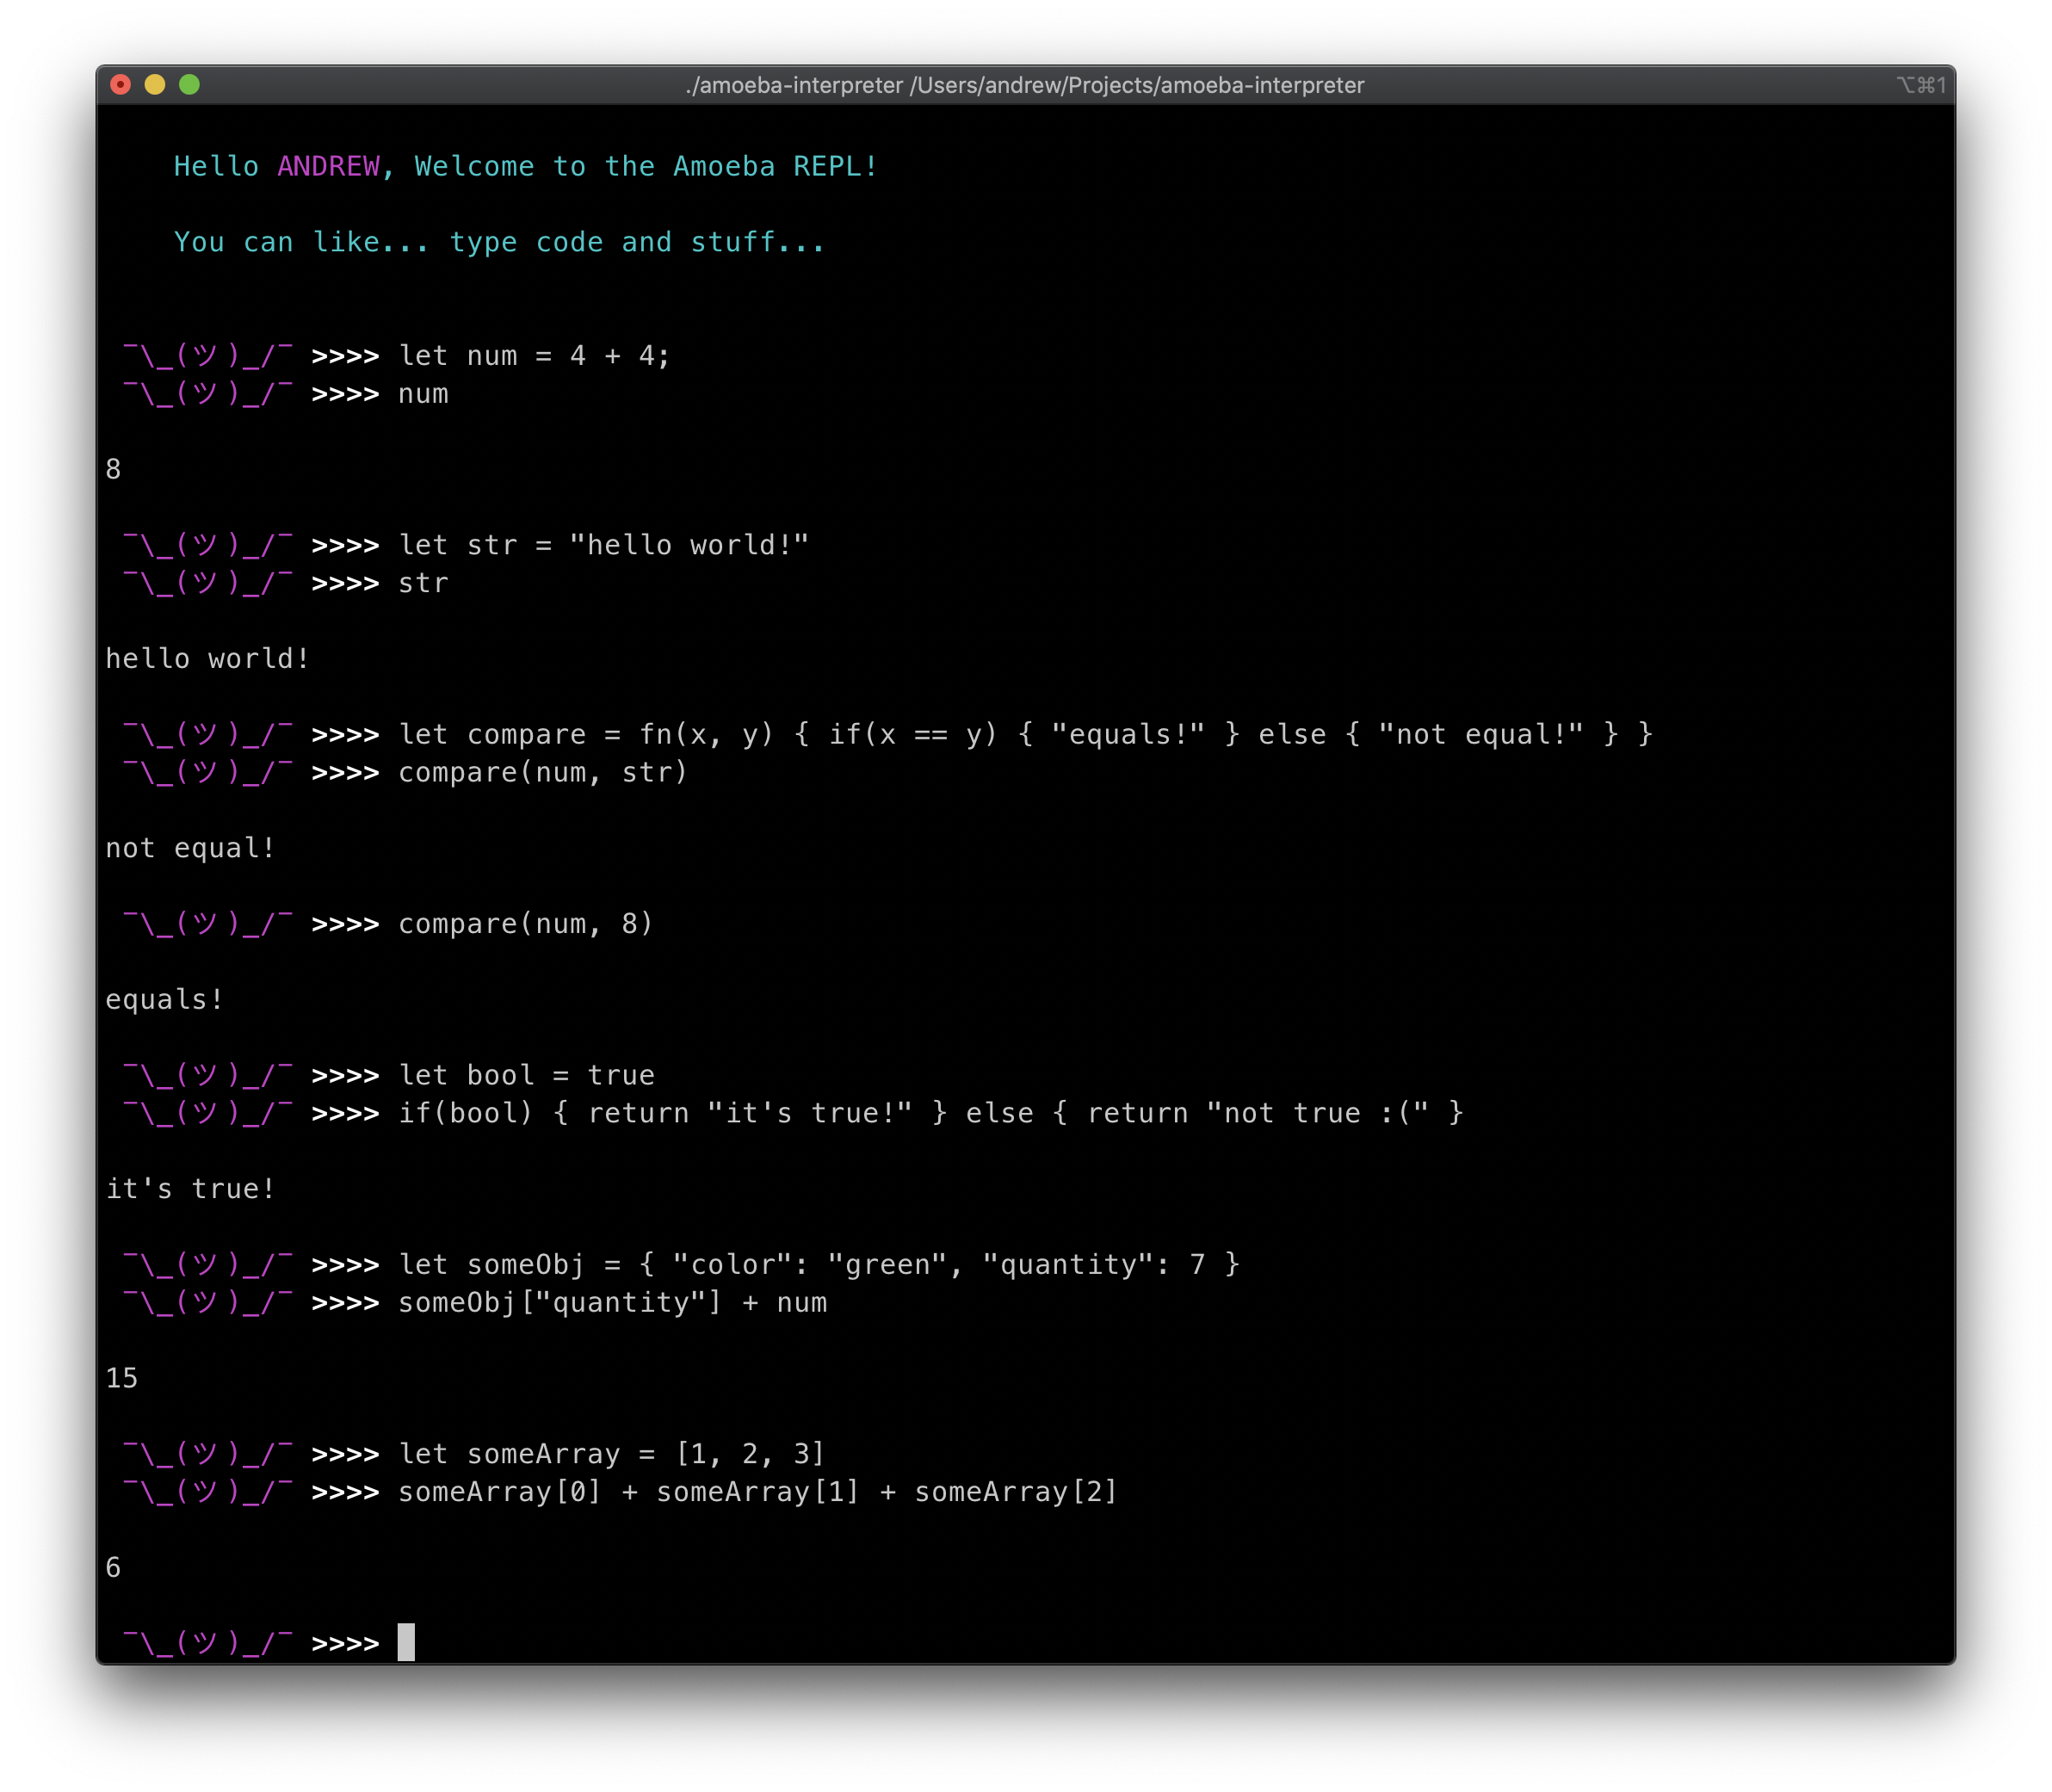 ./amoeba-interpreter /Users/andrew/Projects/amoeba-interpreter ⌥⌘1
Hello ANDREW, Welcome to the Amoeba REPL!
You can like... type code and stuff...
¯\_(ツ)_/¯ >>>> let num = 4 + 4;
¯\_(ツ)_/¯ >>>> num
8
¯\_(ツ)_/¯ >>>> let str = "hello world!"
¯\_(ツ)_/¯ >>>> str
hello world!
¯\_(ツ)_/¯ >>>> let compare = fn(x, y) { if(x == y) { "equals!" } else { "not equal!" } }
¯\_(ツ)_/¯ >>>> compare(num, str)
not equal!
¯\_(ツ)_/¯ >>>> compare(num, 8)
equals!
¯\_(ツ)_/¯ >>>> let bool = true
¯\_(ツ)_/¯ >>>> if(bool) { return "it's true!" } else { return "not true :(" }
it's true!
¯\_(ツ)_/¯ >>>> let someObj = { "color": "green", "quantity": 7 }
¯\_(ツ)_/¯ >>>> someObj["quantity"] + num
15
¯\_(ツ)_/¯ >>>> let someArray = [1, 2, 3]
¯\_(ツ)_/¯ >>>> someArray[0] + someArray[1] + someArray[2]
6
¯\_(ツ)_/¯ >>>>